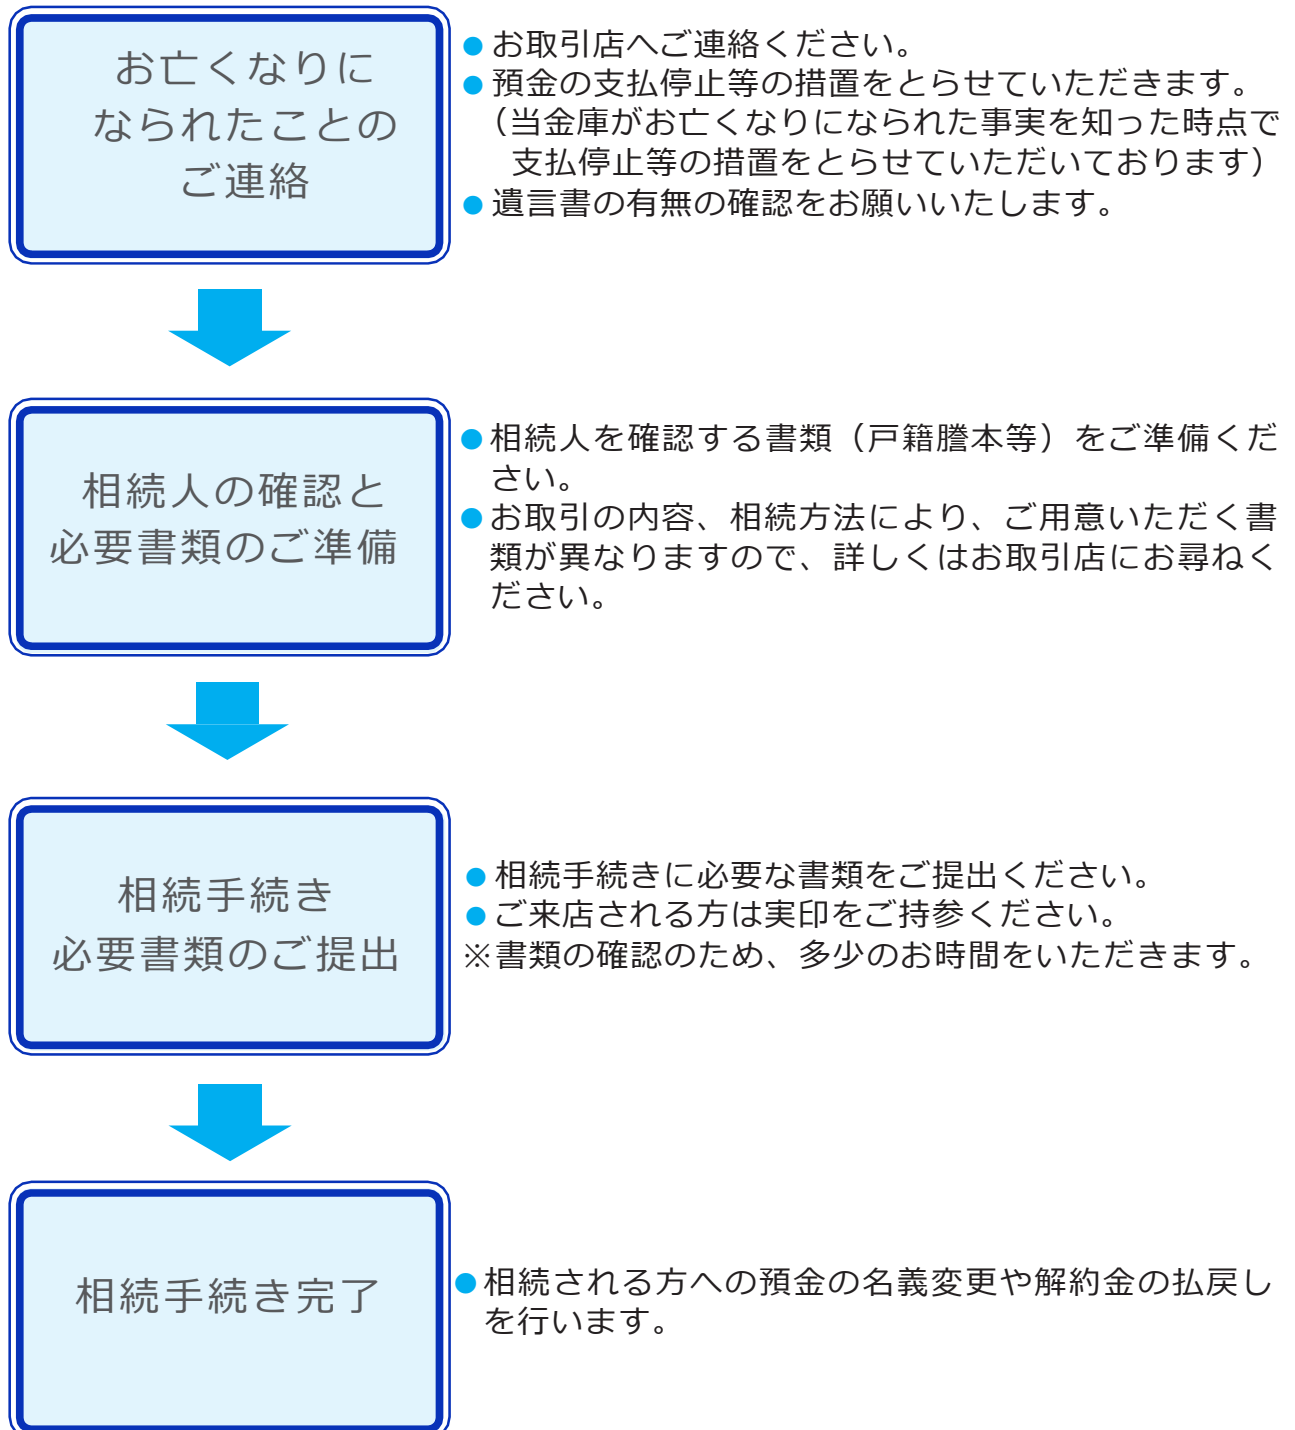 お亡くなりに
なられたことの
ご連絡
●お取引店へご連絡ください。
●預金の支払停止等の措置をとらせていただきます。
（当金庫がお亡くなりになられた事実を知った時点で
支払停止等の措置をとらせていただいております）
●遺言書の有無の確認をお願いいたします。
相続人の確認と
必要書類のご準備
●相続人を確認する書類（戸籍謄本等）をご準備くだ
さい。
●お取引の内容、相続方法により、ご用意いただく書
類が異なりますので、詳しくはお取引店にお尋ねく
ださい。
相続手続き
必要書類のご提出
●相続手続きに必要な書類をご提出ください。
●ご来店される方は実印をご持参ください。
※書類の確認のため、多少のお時間をいただきます。
相続手続き完了
●相続される方への預金の名義変更や解約金の払戻し
を行います。